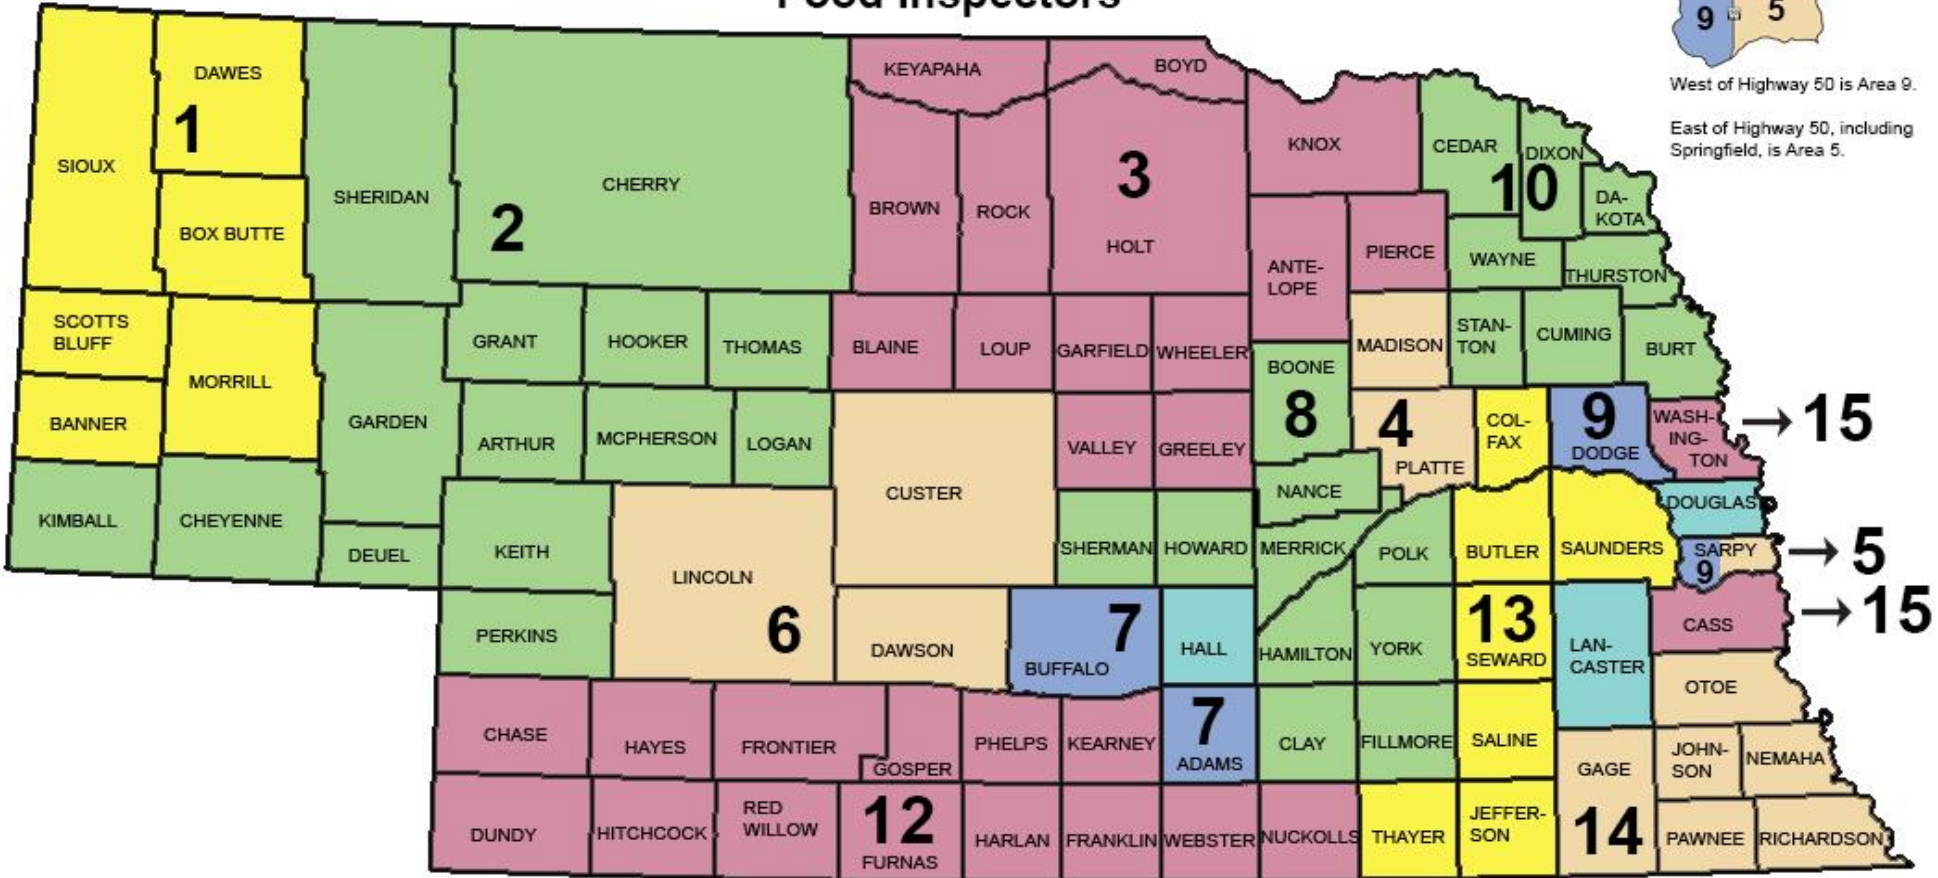 Food Inspectors
9
5
West of Highway 50 is Area 9.
East of Highway 50, including
Springfield, is Area 5.
DAWES
1
SIOUX
BOX BUTTE
SHERIDAN
CHERRY
2
KEYAPAHA
BOYD
BROWN
ROCK
3
HOLT
KNOX
CEDAR
DIXON
10
DA-
KOTA
ANTE-
LOPE
PIERCE
WAYNE
THURSTON
SCOTTS
BLUFF
MORRILL
BANNER
GARDEN
GRANT
HOOKER
THOMAS
BLAINE
LOUP
GARFIELD
WHEELER
BOONE
8
MADISON
STAN-
TON
CUMING
BURT
ARTHUR
MCPHERSON
LOGAN
CUSTER
VALLEY
GREELEY
4
PLATTE
COL-
FAX
9
DODGE
WASH-
ING-
TON
→ 15
NANCE
KIMBALL
CHEYENNE
DEUEL
KEITH
LINCOLN
6
SHERMAN
HOWARD
MERRICK
POLK
BUTLER
SAUNDERS
DOUGLAS
SARPY
9
→ 5
PERKINS
DAWSON
7
BUFFALO
HALL
HAMILTON
YORK
13
SEWARD
LAN-
CASTER
CASS
→ 15
OTOE
CHASE
HAYES
FRONTIER
GOSPER
PHELPS
KEARNEY
7
ADAMS
CLAY
FILLMORE
SALINE
GAGE
14
JOHN-
SON
NEMAHA
DUNDY
HITCHCOCK
RED
WILLOW
12
FURNAS
HARLAN
FRANKLIN
WEBSTER
NUCKOLLS
THAYER
JEFFER-
SON
PAWNEE
RICHARDSON